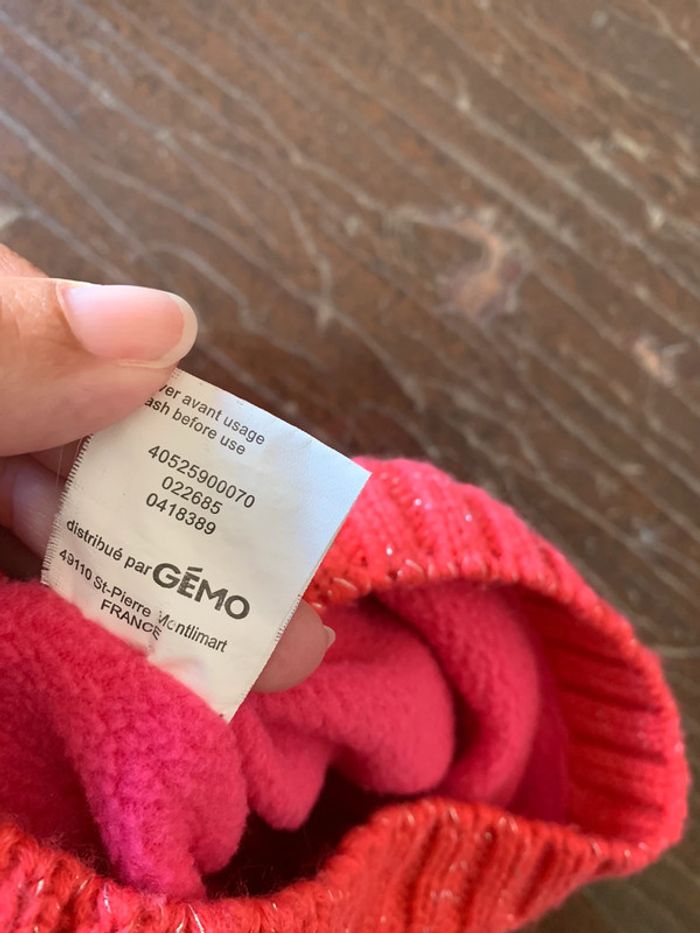 ver avant usage
ash before use
40525900070
022685
0418389
distribué par GÉMO
49110 St-Pierre Montlimart
FRANCE